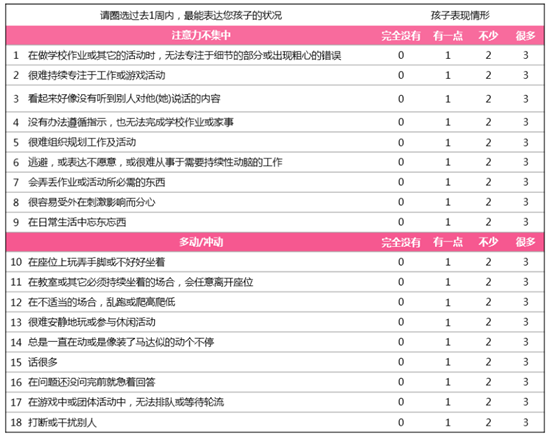 请圈选过去1周内，最能表达您孩子的状况 孩子表现情形
注意力不集中 完全没有 有一点 不少 很多
1 在做学校作业或其它的活动时，无法专注于细节的部分或出现粗心的错误 0 1 2 3
2 很难持续专注于工作或游戏活动 0 1 2 3
3 看起来好像没有听到别人对他(她)说话的内容 0 1 2 3
4 没有办法遵循指示，也无法完成学校作业或家事 0 1 2 3
5 很难组织规划工作及活动 0 1 2 3
6 逃避，或表达不愿意，或很难从事于需要持续性动脑的工作 0 1 2 3
7 会弄丢作业或活动所必需的东西 0 1 2 3
8 很容易受外在刺激影响而分心 0 1 2 3
9 在日常生活中忘东忘西 0 1 2 3
多动/冲动 完全没有 有一点 不少 很多
10 在座位上玩弄手脚或不好好坐着 0 1 2 3
11 在教室或其它必须持续坐着的场合，会任意离开座位 0 1 2 3
12 在不适当的场合，乱跑或爬高爬低 0 1 2 3
13 很难安静地玩或参与休闲活动 0 1 2 3
14 总是一直在动或是像装了马达似的动个不停 0 1 2 3
15 话很多 0 1 2 3
16 在问题还没问完前就急着回答 0 1 2 3
17 在游戏中或团体活动中，无法排队或等待轮流 0 1 2 3
18 打断或干扰别人 0 1 2 3